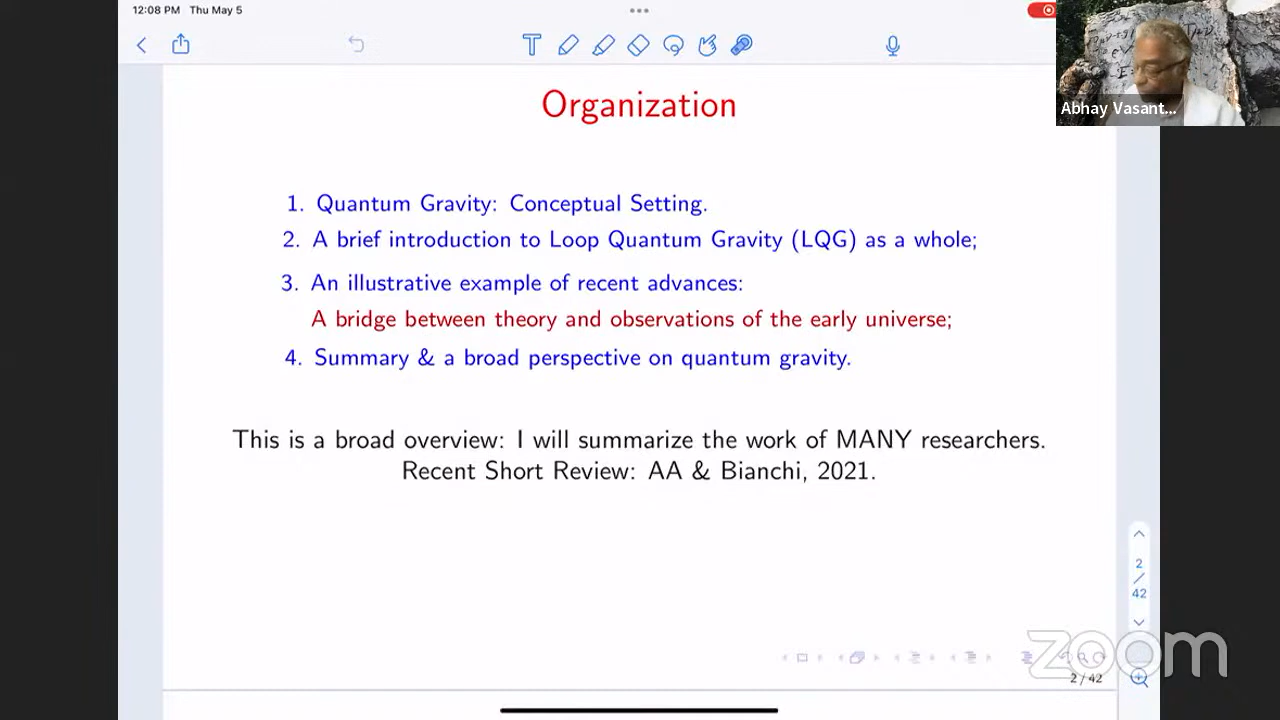 12:08 PM Thu May 5
Abhay Vasant...
Organization
1. Quantum Gravity: Conceptual Setting.
2. A brief introduction to Loop Quantum Gravity (LQG) as a whole;
3. An illustrative example of recent advances:
A bridge between theory and observations of the early universe;
4. Summary & a broad perspective on quantum gravity.
This is a broad overview: I will summarize the work of MANY researchers.
Recent Short Review: AA & Bianchi, 2021.
2
/
42
zoom
2 / 42